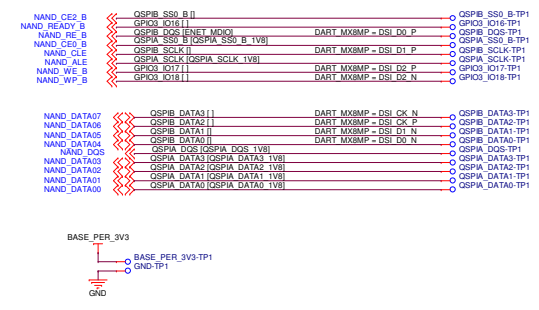 NAND_CE2_B QSPIB_SS0_B [] QSPIB_SS0_B-TP1
NAND_READY_B GPIO3_IO16 [ ] GPIO3_IO16-TP1
NAND_RE_B QSPIB_DQS [ENET_MDIO] DART_MX8MP = DSI_D0_P QSPIB_DQS-TP1
NAND_CE0_B QSPIA_SS0_B [QSPIA_SS0_B_1V8] QSPIA_SS0_B-TP1
NAND_CLE QSPIB_SCLK [] DART_MX8MP = DSI_D1_P QSPIB_SCLK-TP1
NAND_ALE QSPIA_SCLK [QSPIA_SCLK_1V8] QSPIA_SCLK-TP1
NAND_WE_B GPIO3_IO17 [ ] DART_MX8MP = DSI_D2_P GPIO3_IO17-TP1
NAND_WP_B GPIO3_IO18 [ ] DART_MX8MP = DSI_D2_N GPIO3_IO18-TP1
NAND_DATA07 QSPIB_DATA3 [ ] DART_MX8MP = DSI_CK_N QSPIB_DATA3-TP1
NAND_DATA06 QSPIB_DATA2 [ ] DART_MX8MP = DSI_CK_P QSPIB_DATA2-TP1
NAND_DATA05 QSPIB_DATA1 [] DART_MX8MP = DSI_D1_N QSPIB_DATA1-TP1
NAND_DATA04 QSPIB_DATA0 [] DART_MX8MP = DSI_D0_N QSPIB_DATA0-TP1
NAND_DQS QSPIA_DQS [QSPIA_DQS_1V8] QSPIA_DQS-TP1
NAND_DATA03 QSPIA_DATA3 [QSPIA_DATA3_1V8] QSPIA_DATA3-TP1
NAND_DATA02 QSPIA_DATA2 [QSPIA_DATA2_1V8] QSPIA_DATA2-TP1
NAND_DATA01 QSPIA_DATA1 [QSPIA_DATA1_1V8] QSPIA_DATA1-TP1
NAND_DATA00 QSPIA_DATA0 [QSPIA_DATA0_1V8] QSPIA_DATA0-TP1
BASE_PER_3V3
BASE_PER_3V3-TP1
GND-TP1
GND